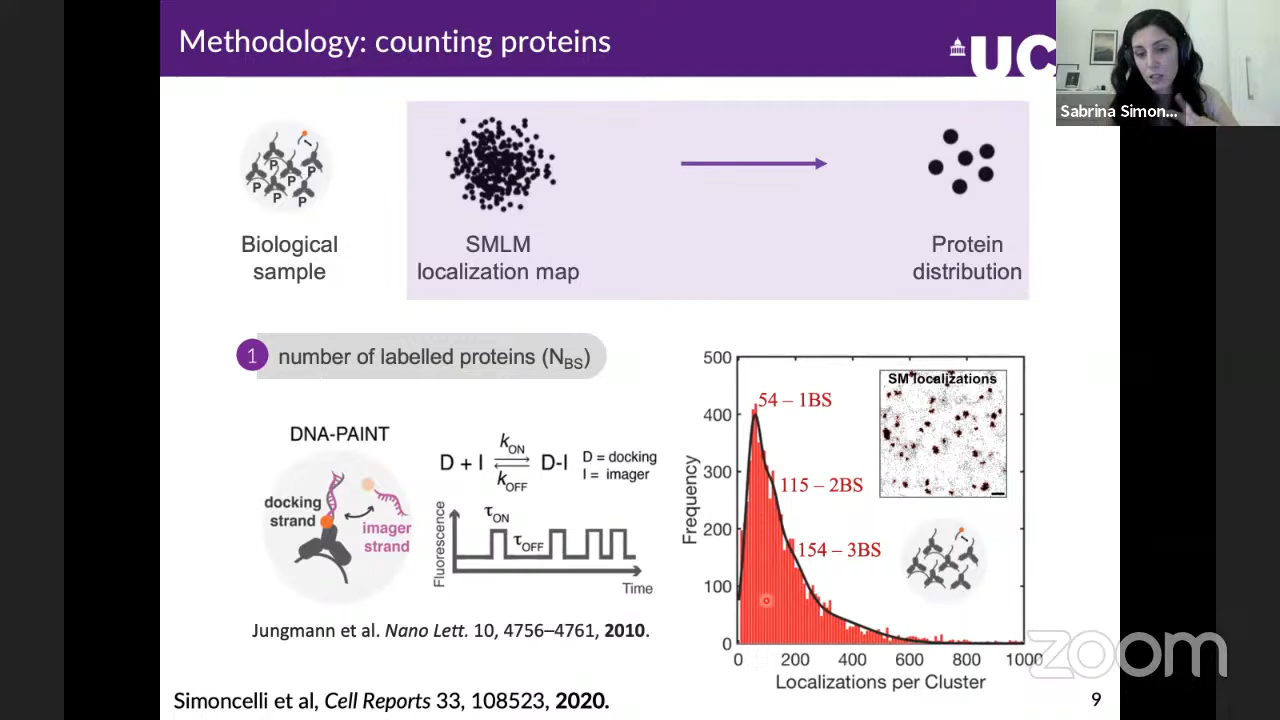 Methodology: counting proteins
UC
Sabrina Simon...
P
P
P
P
P
P
P
Biological
sample
SMLM
localization map
Protein
distribution
1 number of labelled proteins (NBS)
DNA-PAINT
docking
strand
imager
strand
D + I kON kOFF D-I
D = docking
I = imager
Fluorescence
τON
τOFF
Time
Jungmann et al. Nano Lett. 10, 4756–4761, 2010.
500
400
300
200
100
0
Frequency
54 – 1BS
115 – 2BS
154 – 3BS
SM localizations
0 200 400 600 800 1000
Localizations per Cluster
zoom
Simoncelli et al, Cell Reports 33, 108523, 2020.
9